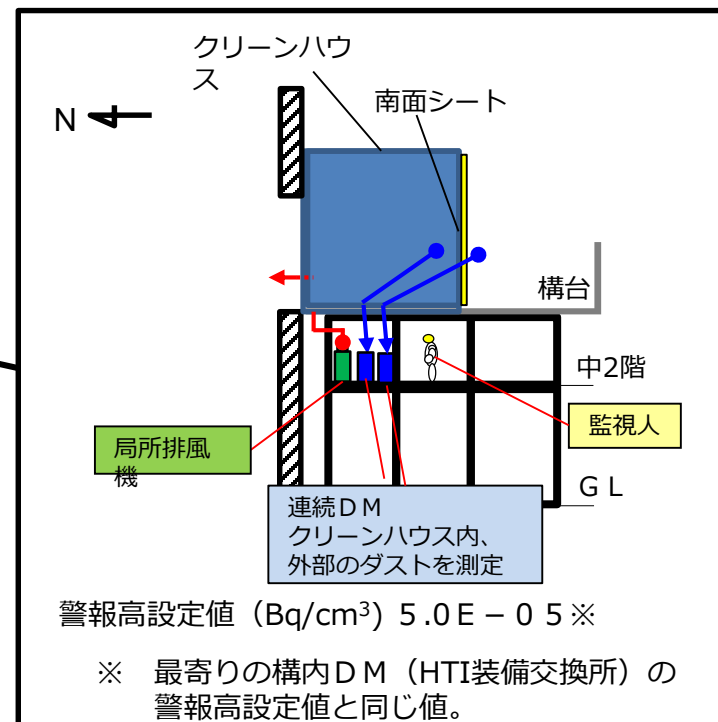 クリーンハウ
ス
南面シート
N
構台
中2階
監視人
局所排風
機
ＧＬ
連続ＤＭ
クリーンハウス内、
外部のダストを測定
警報高設定値（Bq/cm³) ５.０Ｅ－０５※
※　最寄りの構内ＤＭ（HTI装備交換所）の
警報高設定値と同じ値。